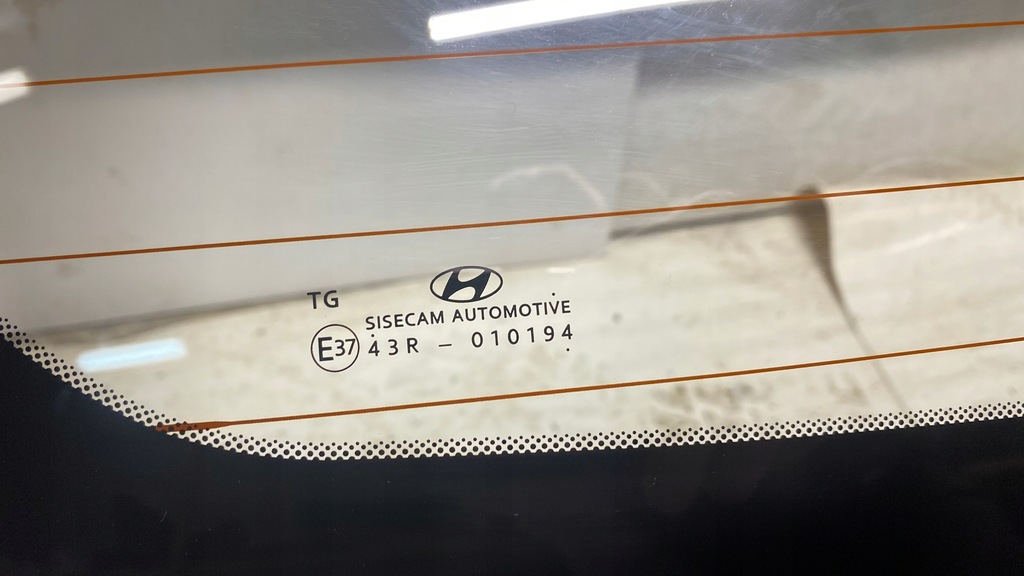 TG
SISECAM AUTOMOTIVE
E37 43R - 010194